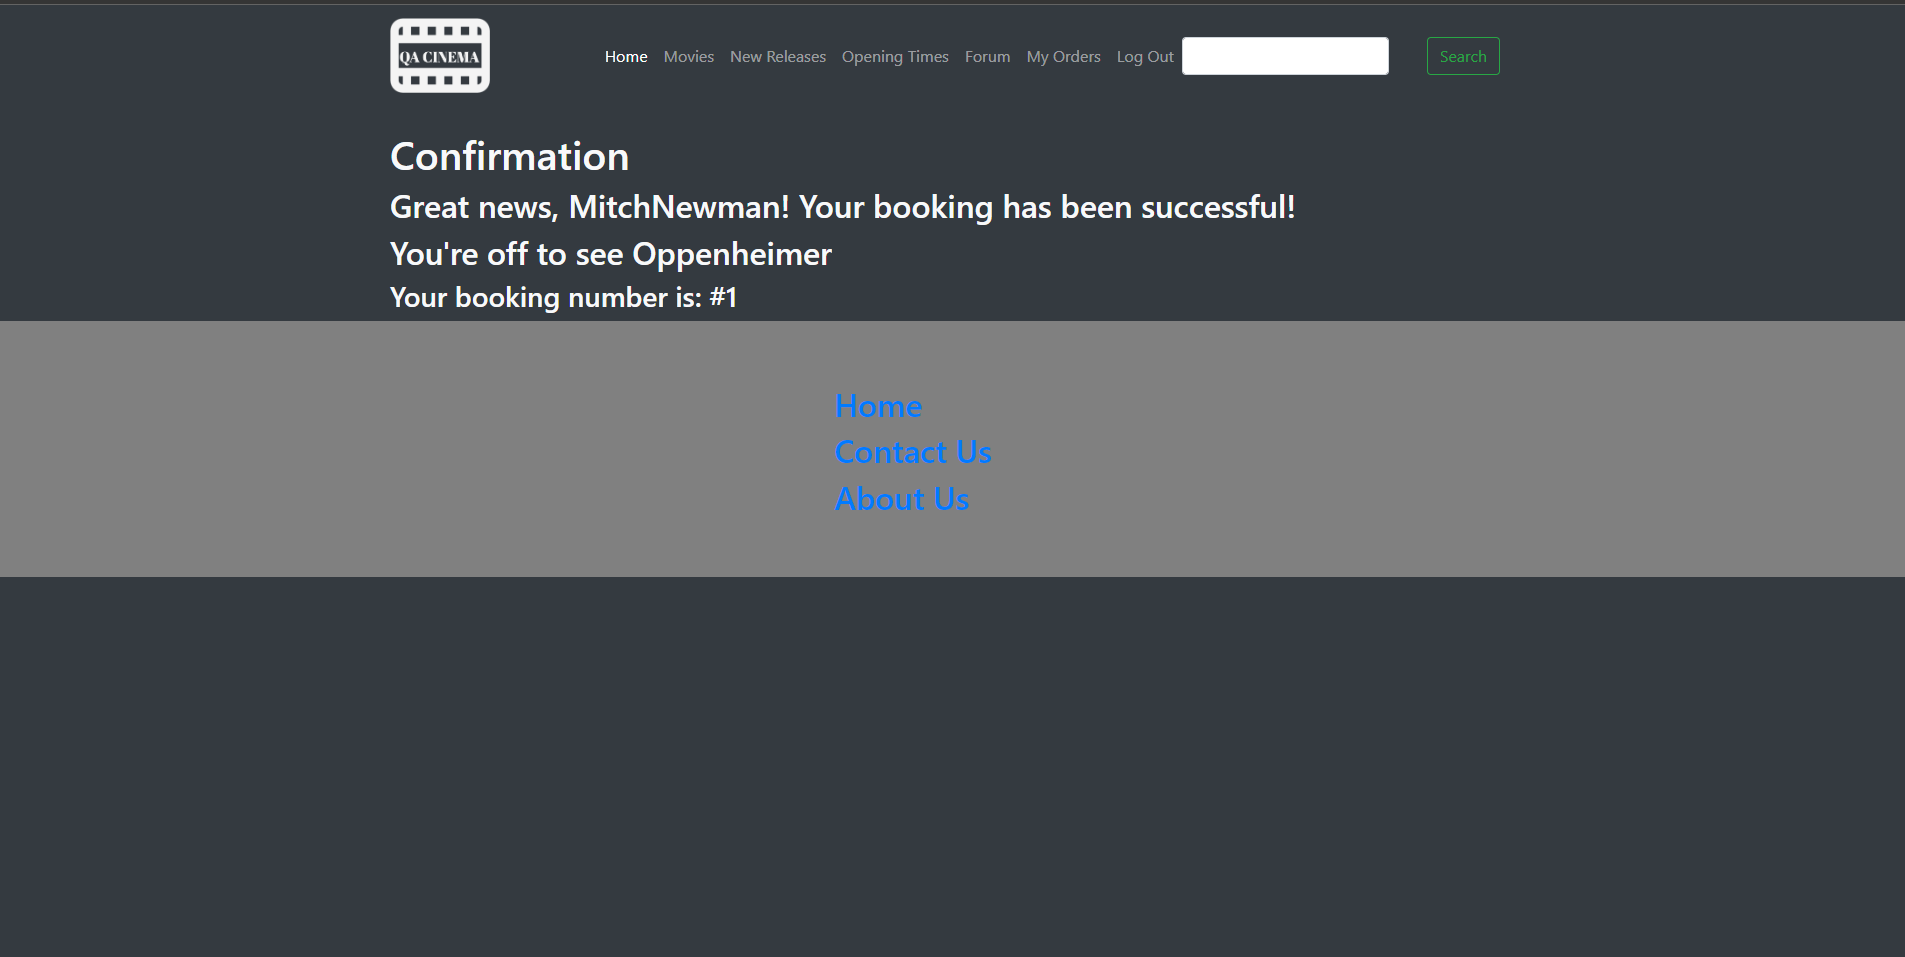 QA CINEMA
Home Movies New Releases Opening Times Forum My Orders Log Out Search
Confirmation
Great news, MitchNewman! Your booking has been successful!
You're off to see Oppenheimer
Your booking number is: #1
Home
Contact Us
About Us